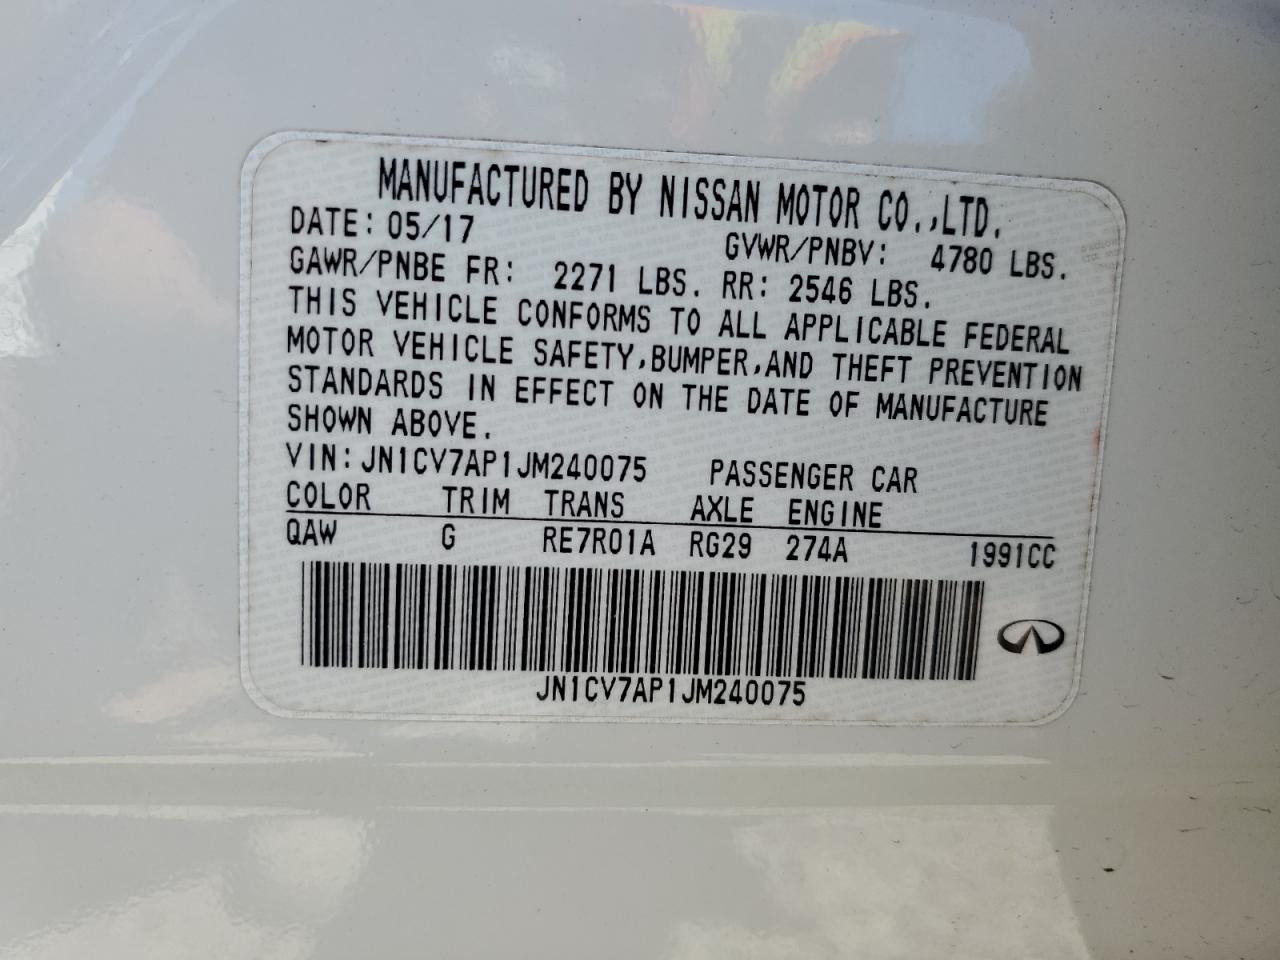 MANUFACTURED BY NISSAN MOTOR CO.,LTD.
DATE: 05/17 GVWR/PNBV: 4780 LBS.
GAWR/PNBE FR: 2271 LBS. RR: 2546 LBS.
THIS VEHICLE CONFORMS TO ALL APPLICABLE FEDERAL
MOTOR VEHICLE SAFETY,BUMPER,AND THEFT PREVENTION
STANDARDS IN EFFECT ON THE DATE OF MANUFACTURE
SHOWN ABOVE.
VIN: JN1CV7AP1JM240075 PASSENGER CAR
COLOR TRIM TRANS AXLE ENGINE
QAW G RE7R01A RG29 274A 1991CC
JN1CV7AP1JM240075